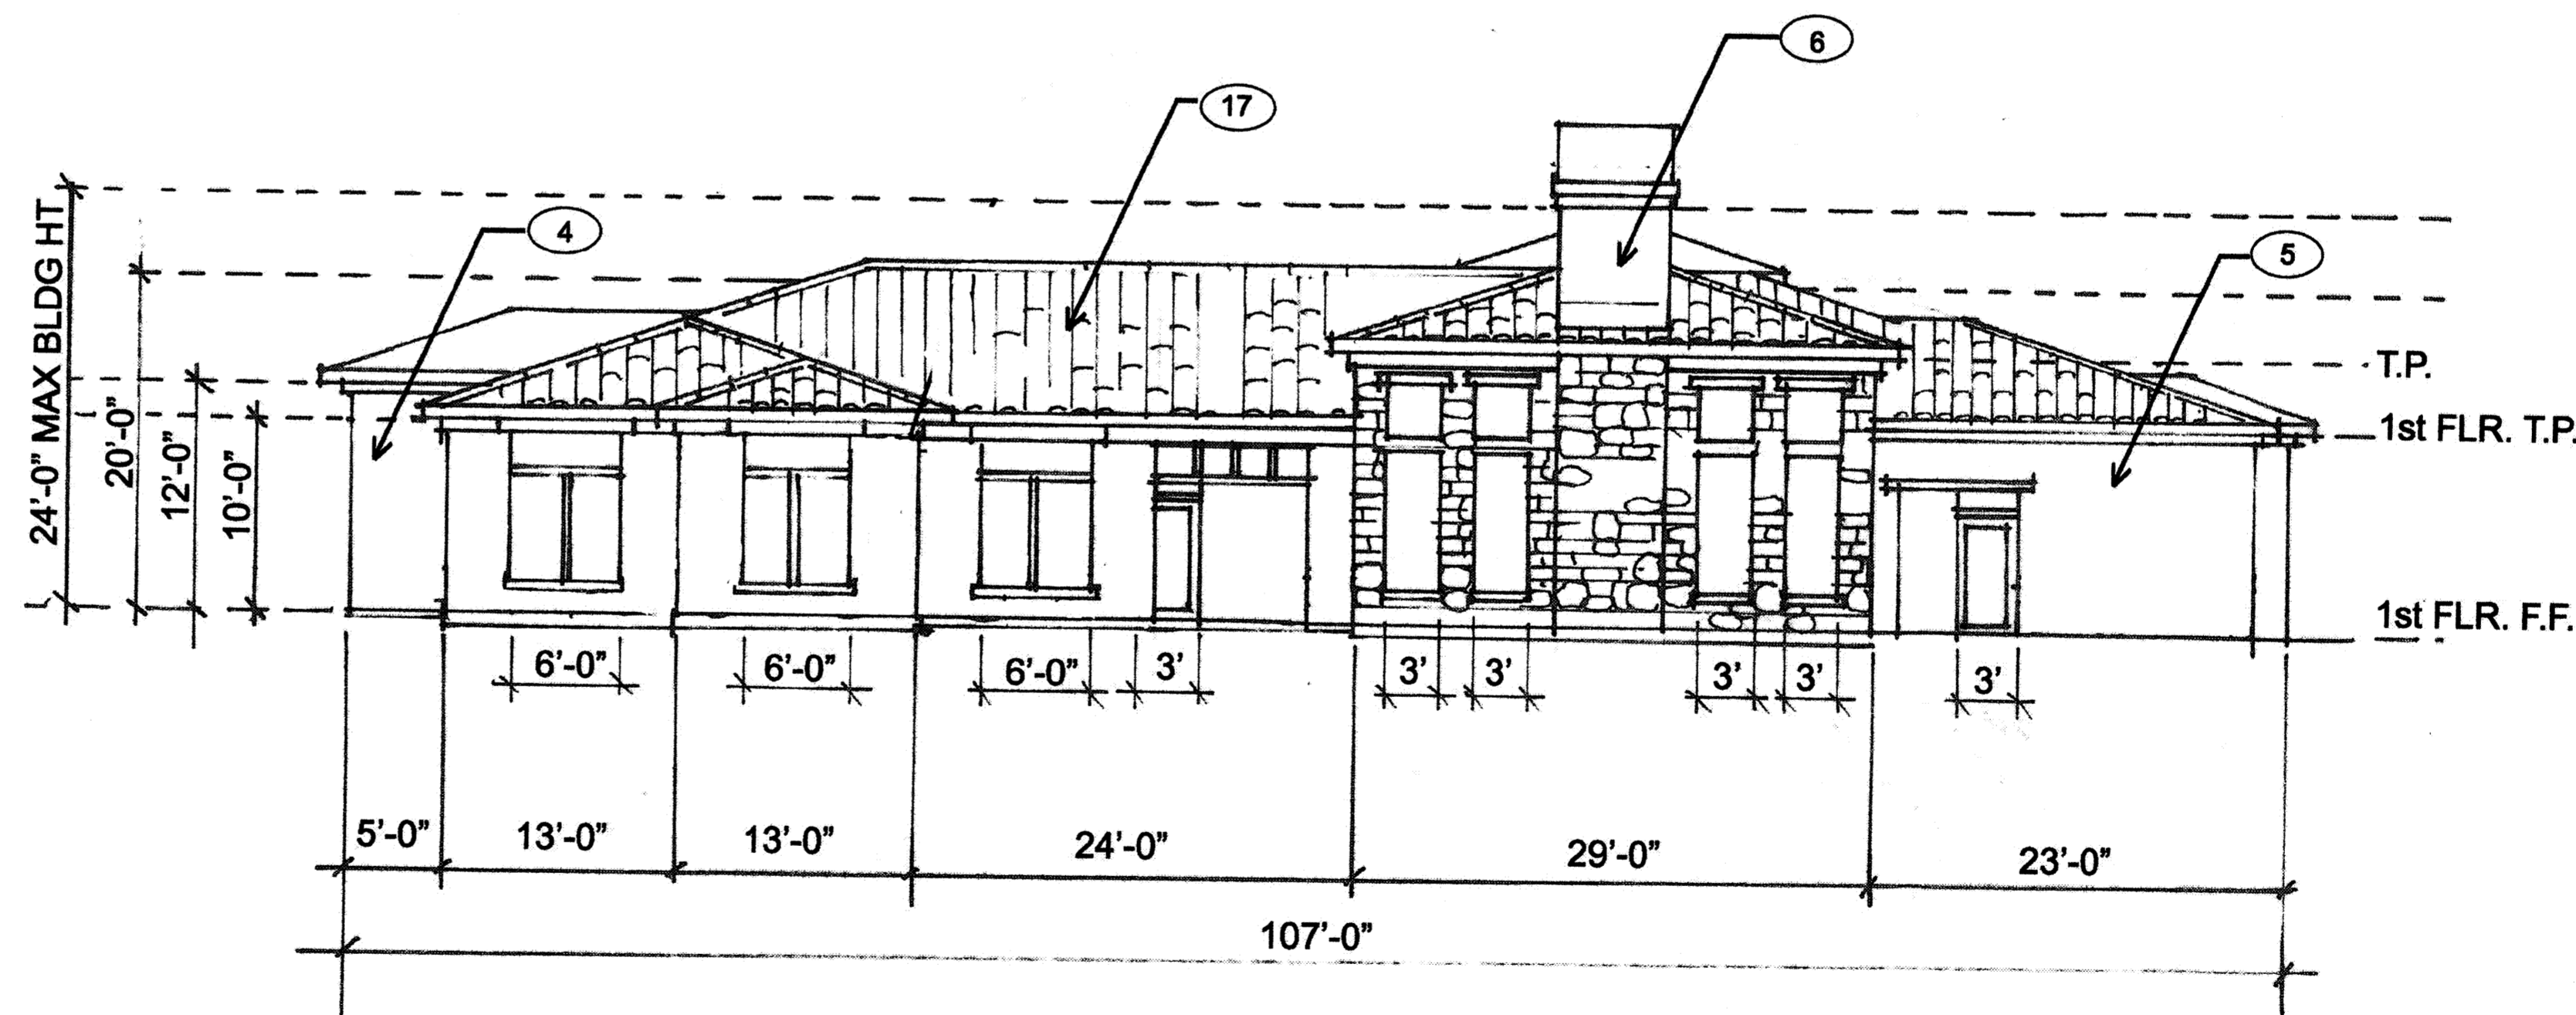 6
17
4
5
24'-0" MAX BLDG HT
20'-0"
12'-0"
10'-0"
T.P.
1st FLR. T.P.
1st FLR. F.F.
6'-0" 6'-0" 6'-0" 3' 3' 3' 3' 3' 3'
5'-0" 13'-0" 13'-0" 24'-0" 29'-0" 23'-0"
107'-0"